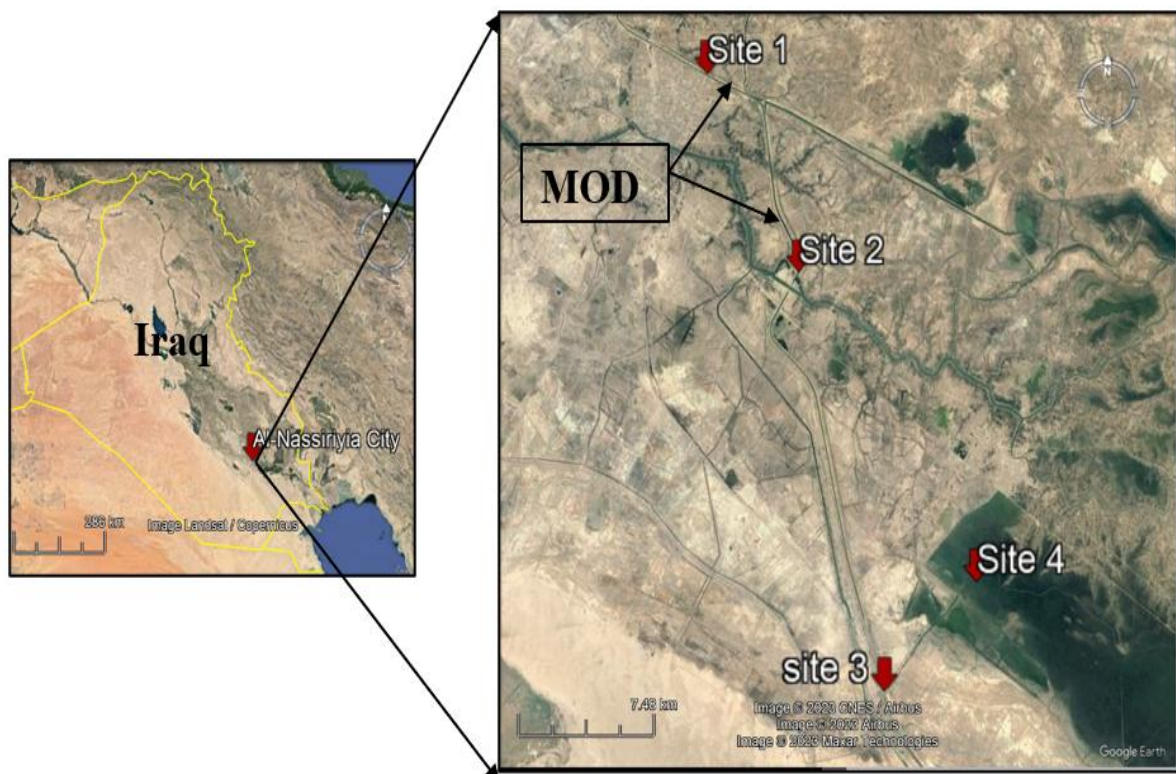 Iraq
Al-Nassiriyia City
286 km
Image Landsat / Copernicus
Site 1
N
MOD
Site 2
Site 4
site 3
7.48 km
Image © 2023 CNES / Airbus
Image © 2023 Airbus
Image © 2023 Maxar Technologies
Google Earth